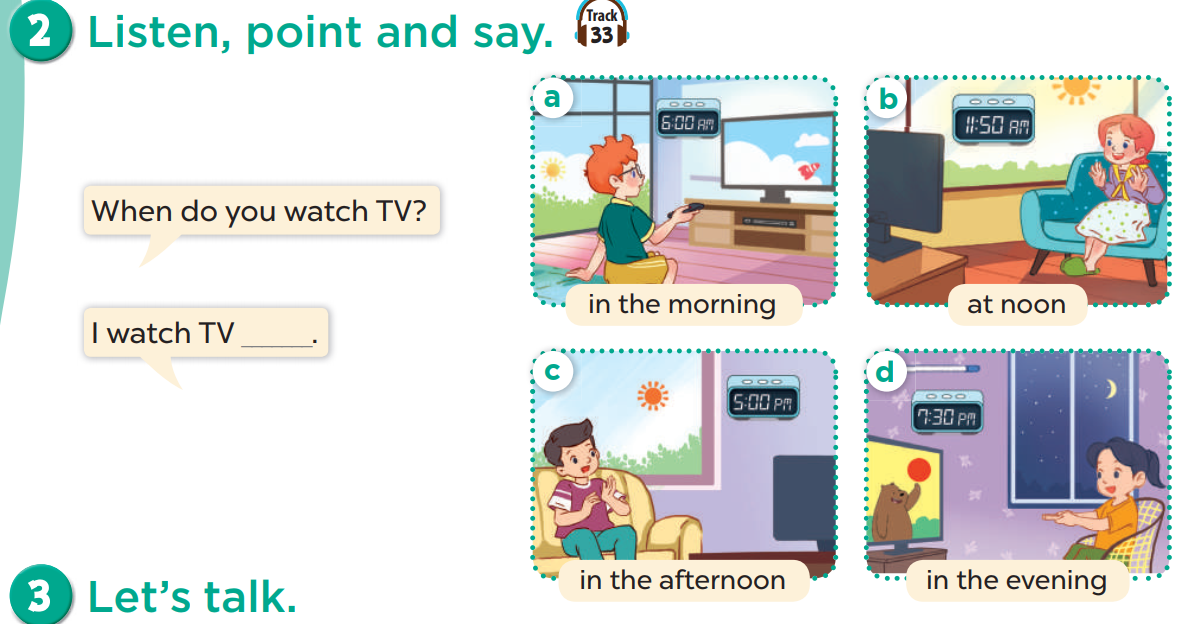 2 Listen, point and say. Track 33
When do you watch TV?
I watch TV ______.
a
6:00 AM
in the morning
b
11:50 AM
at noon
c
5:00 PM
in the afternoon
d
7:30 PM
in the evening
3 Let's talk.